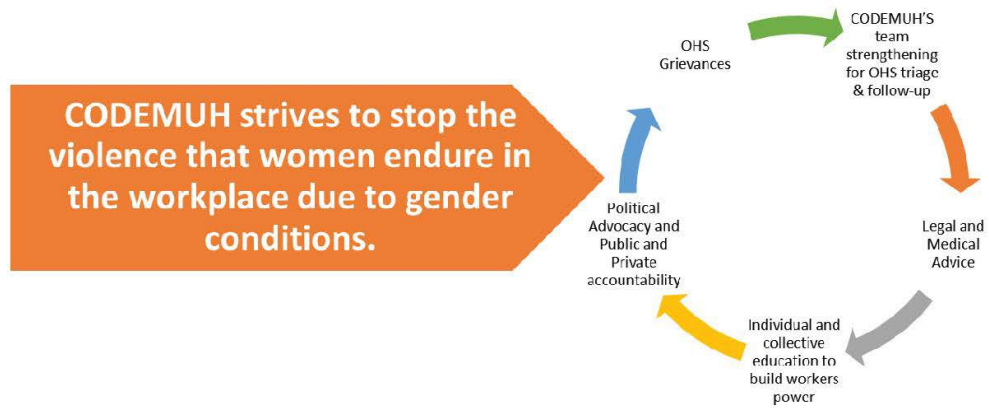 CODEMUH strives to stop the
violence that women endure in
the workplace due to gender
conditions.
OHS
Grievances
CODEMUH'S
team
strengthening
for OHS triage
& follow-up
Legal and
Medical
Advice
Individual and
collective
education to
build workers
power
Political
Advocacy and
Public and
Private
accountability